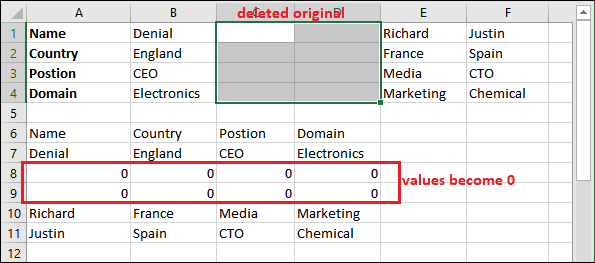 deleted original
A B C D E F
1 Name Denial Richard Justin
2 Country England France Spain
3 Postion CEO Media CTO
4 Domain Electronics Marketing Chemical
5
6 Name Country Postion Domain
7 Denial England CEO Electronics
8 0 0 0 0 values become 0
9 0 0 0 0
10 Richard France Media Marketing
11 Justin Spain CTO Chemical
12